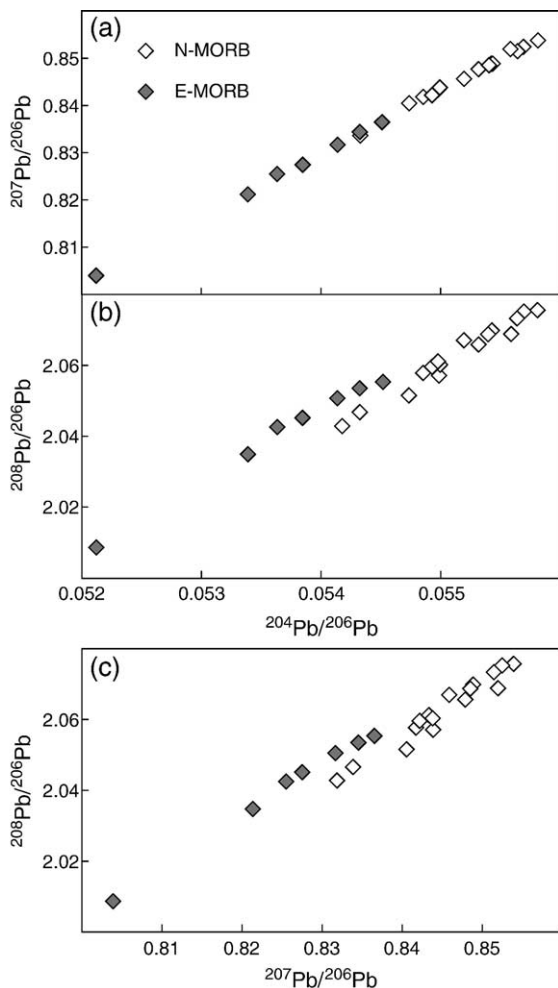 (a)
N-MORB
E-MORB
²⁰⁷Pb/²⁰⁶Pb
0.85
0.84
0.83
0.82
0.81
(b)
²⁰⁸Pb/²⁰⁶Pb
2.06
2.04
2.02
0.052
0.053
0.054
0.055
²⁰⁴Pb/²⁰⁶Pb
(c)
²⁰⁸Pb/²⁰⁶Pb
2.06
2.04
2.02
0.81
0.82
0.83
0.84
0.85
²⁰⁷Pb/²⁰⁶Pb